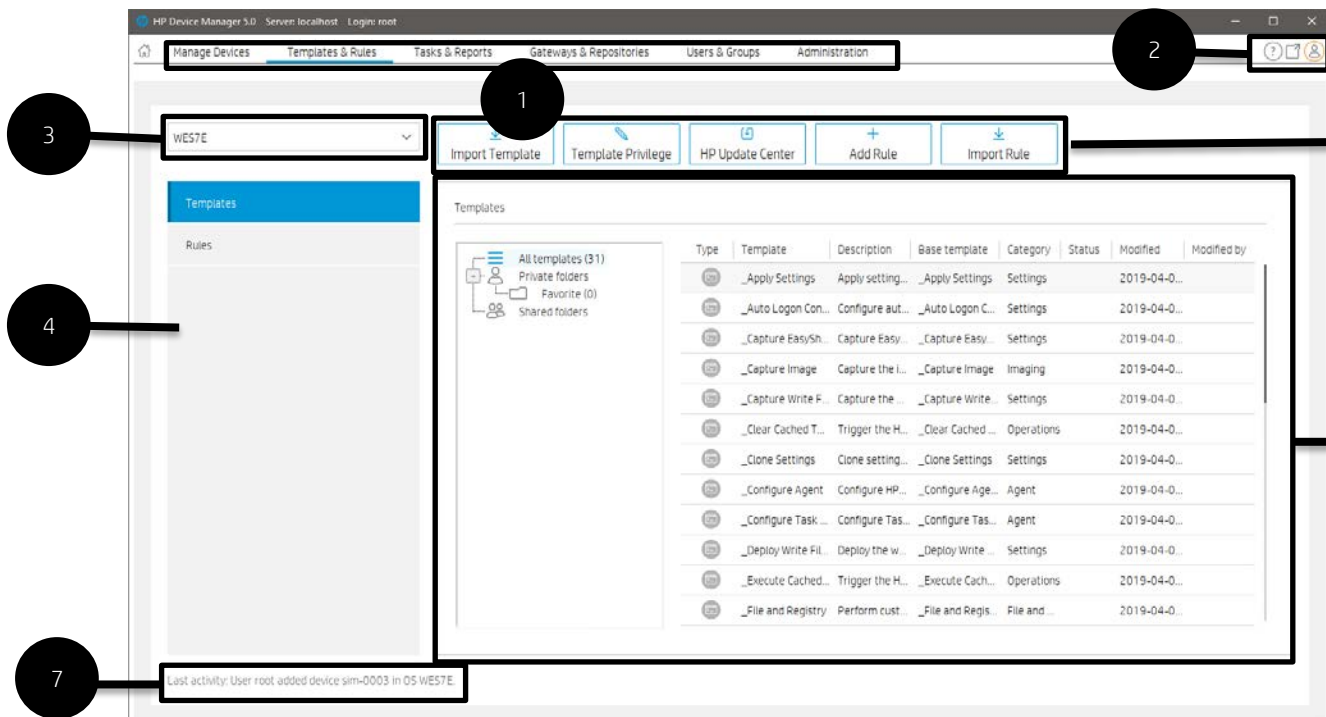 HP Device Manager 5.0 Server: localhost Login: root
Manage Devices Templates & Rules Tasks & Reports Gateways & Repositories Users & Groups Administration
2
1
3
WES7E
Import Template Template Privilege HP Update Center Add Rule Import Rule
Templates
Rules
4
Templates
All templates (31)
Private folders
Favorite (0)
Shared folders
Type Template Description Base template Category Status Modified Modified by
_Apply Settings Apply setting... _Apply Settings Settings 2019-04-0...
_Auto Logon Con... Configure aut... _Auto Logon C... Settings 2019-04-0...
_Capture EasySh... Capture Easy... _Capture Easy... Settings 2019-04-0...
_Capture Image Capture the i... _Capture Image Imaging 2019-04-0...
_Capture Write F... Capture the ... _Capture Write... Settings 2019-04-0...
_Clear Cached T... Trigger the H... _Clear Cached ... Operations 2019-04-0...
_Clone Settings Clone setting... _Clone Settings Settings 2019-04-0...
_Configure Agent Configure HP... _Configure Age... Agent 2019-04-0...
_Configure Task ... Configure Tas... _Configure Tas... Agent 2019-04-0...
_Deploy Write Fil... Deploy the w... _Deploy Write ... Settings 2019-04-0...
_Execute Cached... Trigger the H... _Execute Cach... Operations 2019-04-0...
_File and Registry Perform cust... _File and Regis... File and ... 2019-04-0...
7
Last activity: User root added device sim-0003 in OS WES7E.